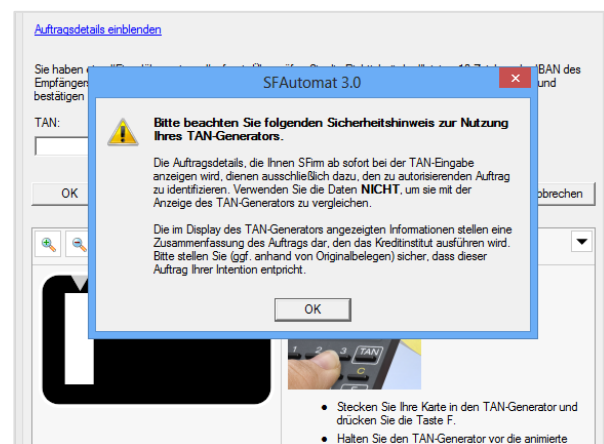 Auftragsdetails einblenden
Sie haben
BAN des
Empfängers
und
bestätigen
SFAutomat 3.0
TAN:
Bitte beachten Sie folgenden Sicherheitshinweis zur Nutzung
Ihres TAN-Generators.
Die Auftragsdetails, die Ihnen SFirm ab sofort bei der TAN-Eingabe
anzeigen wird, dienen ausschließlich dazu, den zu autorisierenden Auftrag
zu identifizieren. Verwenden Sie die Daten NICHT, um sie mit der
Anzeige des TAN-Generators zu vergleichen.
OK
bbrechen
Die im Display des TAN-Generators angezeigten Informationen stellen eine
Zusammenfassung des Auftrags dar, den das Kreditinstitut ausführen wird.
Bitte stellen Sie (ggf. anhand von Originalbelegen) sicher, dass dieser
Auftrag Ihrer Intention entpricht.
OK
1 2 3 TAN
C
F
• Stecken Sie Ihre Karte in den TAN-Generator und
drücken Sie die Taste F.
• Halten Sie den TAN-Generator vor die animierte